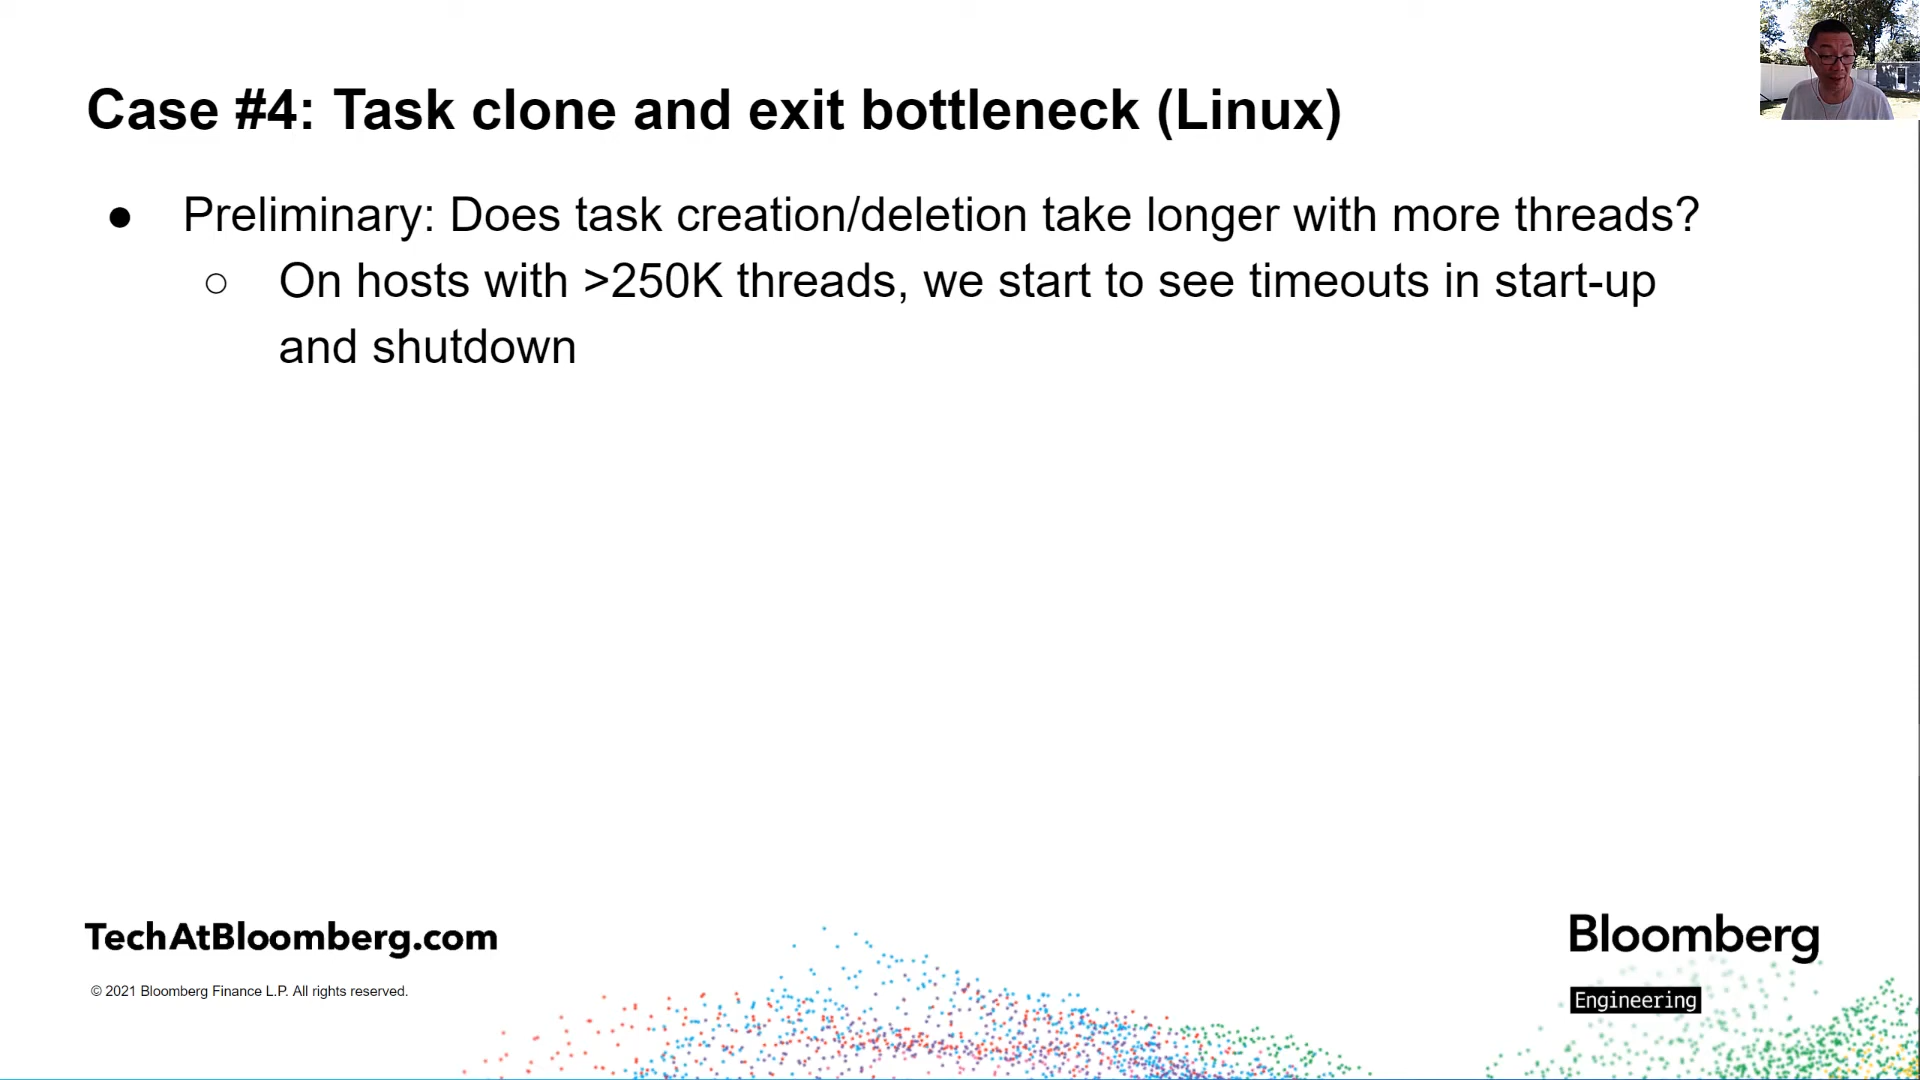 Case #4: Task clone and exit bottleneck (Linux)
● Preliminary: Does task creation/deletion take longer with more threads?
○ On hosts with >250K threads, we start to see timeouts in start-up
and shutdown
TechAtBloomberg.com
© 2021 Bloomberg Finance L.P. All rights reserved.
Bloomberg
Engineering